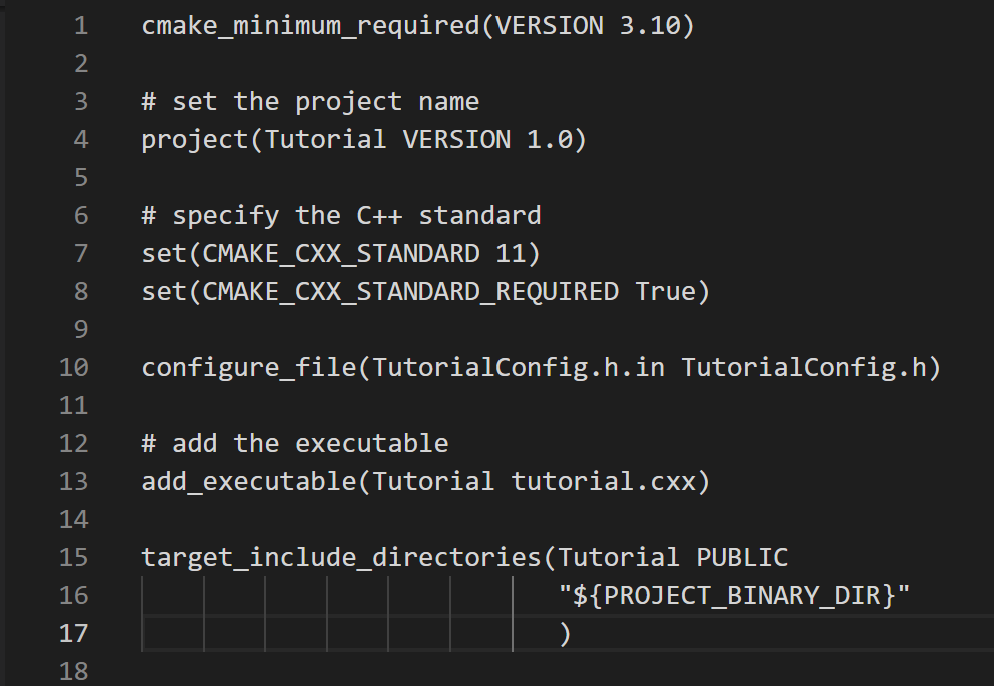 1 cmake_minimum_required(VERSION 3.10)
2
3 # set the project name
4 project(Tutorial VERSION 1.0)
5
6 # specify the C++ standard
7 set(CMAKE_CXX_STANDARD 11)
8 set(CMAKE_CXX_STANDARD_REQUIRED True)
9
10 configure_file(TutorialConfig.h.in TutorialConfig.h)
11
12 # add the executable
13 add_executable(Tutorial tutorial.cxx)
14
15 target_include_directories(Tutorial PUBLIC
16                            "${PROJECT_BINARY_DIR}"
17                            )
18